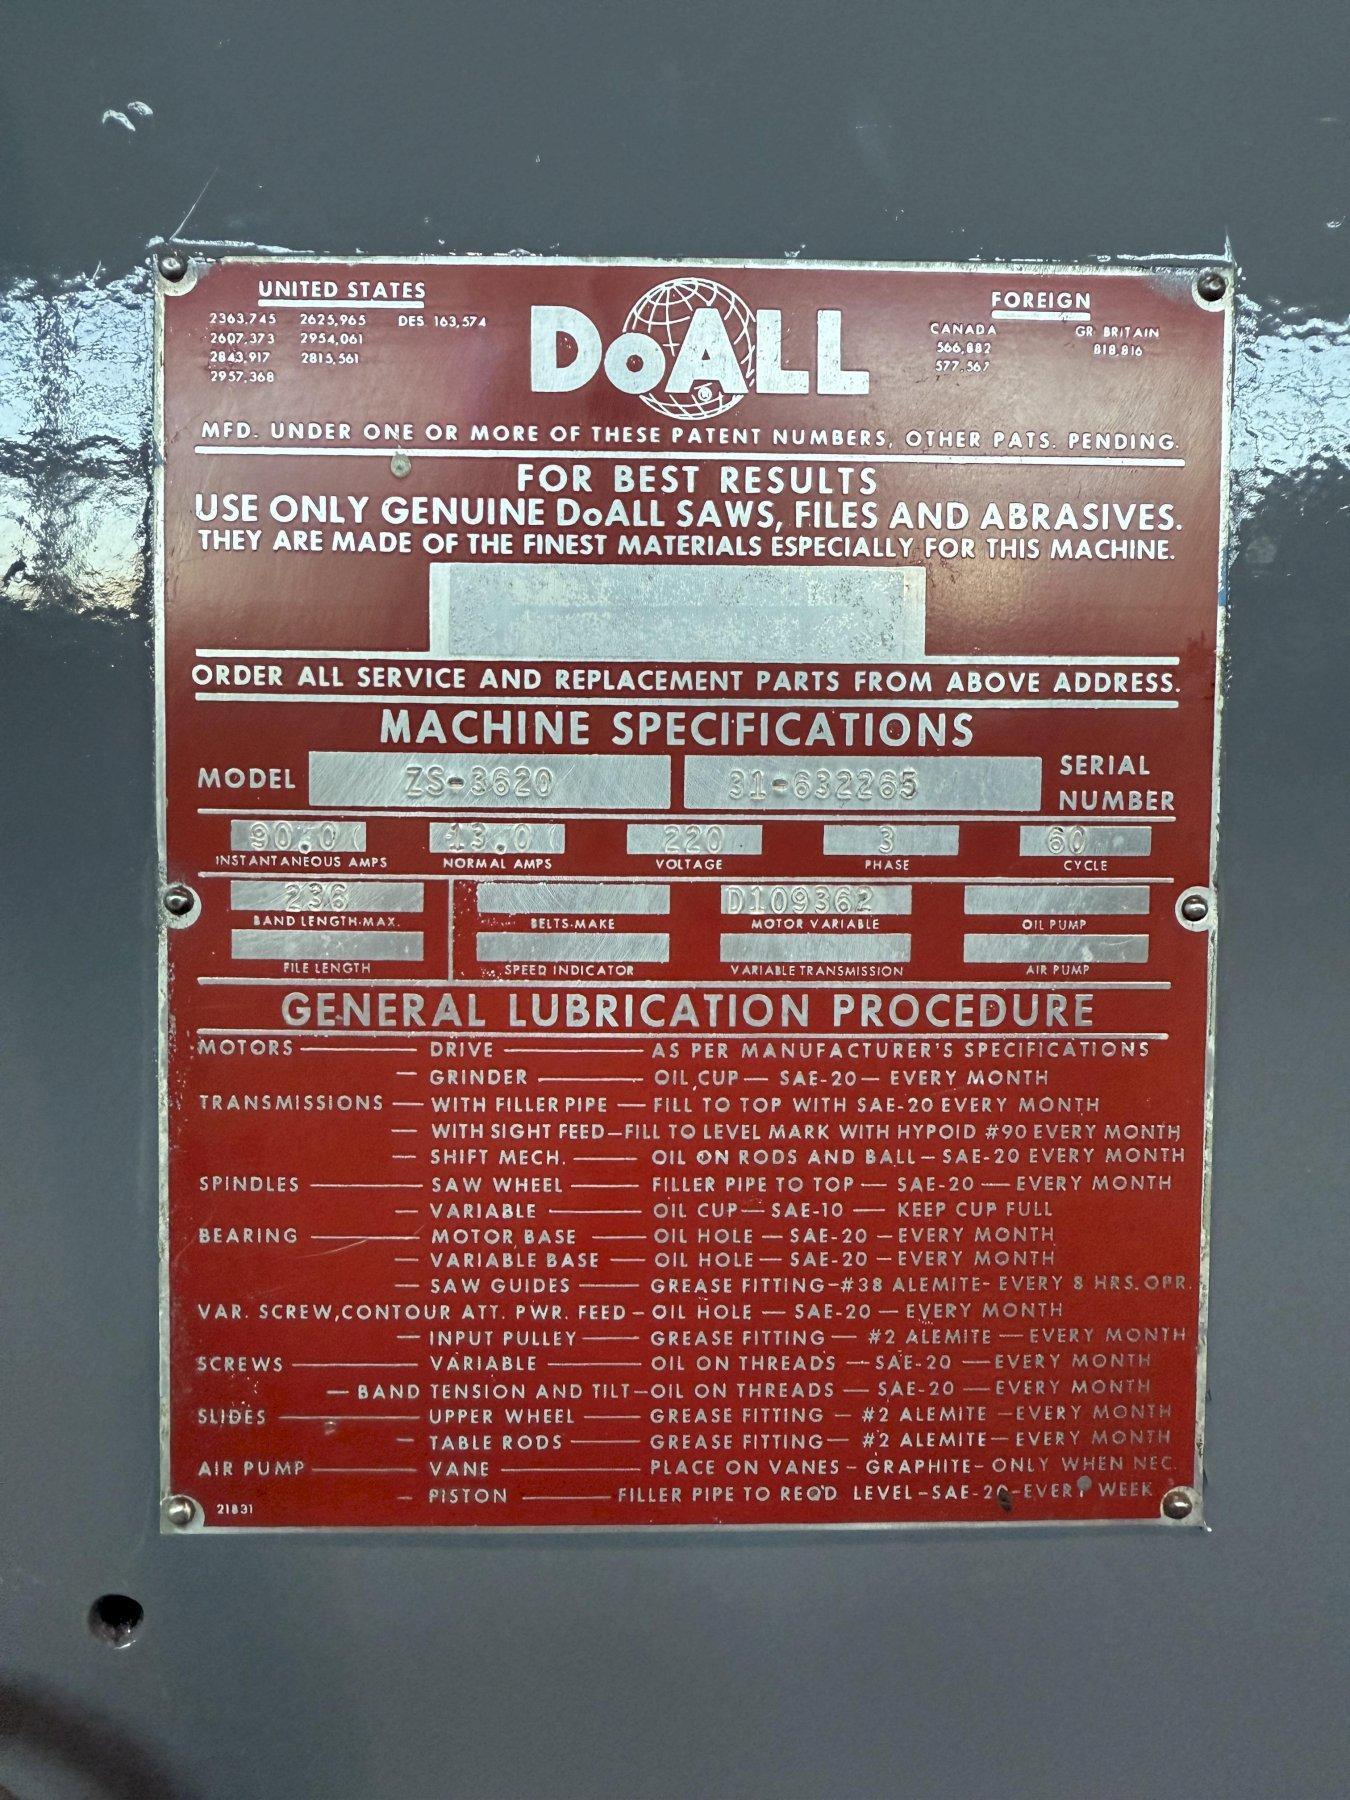 UNITED STATES
2363,745 2625,965 DES 163,574
2607,373 2954,061
2843,917 2815,561
2957,368
DoALL
FOREIGN
CANADA GR BRITAIN
566,882 818,816
577,567
MFD. UNDER ONE OR MORE OF THESE PATENT NUMBERS, OTHER PATS. PENDING.
FOR BEST RESULTS
USE ONLY GENUINE DoALL SAWS, FILES AND ABRASIVES.
THEY ARE MADE OF THE FINEST MATERIALS ESPECIALLY FOR THIS MACHINE.
ORDER ALL SERVICE AND REPLACEMENT PARTS FROM ABOVE ADDRESS.
MACHINE SPECIFICATIONS
MODEL ZS-3620 31-632265 SERIAL NUMBER
90.0 13.0 220 3 60
INSTANTANEOUS AMPS NORMAL AMPS VOLTAGE PHASE CYCLE
236 D109362
BAND LENGTH-MAX. BELTS-MAKE MOTOR VARIABLE OIL PUMP
FILE LENGTH SPEED INDICATOR VARIABLE TRANSMISSION AIR PUMP
GENERAL LUBRICATION PROCEDURE
MOTORS — DRIVE — AS PER MANUFACTURER'S SPECIFICATIONS
— GRINDER — OIL CUP — SAE-20 — EVERY MONTH
TRANSMISSIONS — WITH FILLER PIPE — FILL TO TOP WITH SAE-20 EVERY MONTH
— WITH SIGHT FEED — FILL TO LEVEL MARK WITH HYPOID #90 EVERY MONTH
— SHIFT MECH. — OIL ON RODS AND BALL — SAE-20 EVERY MONTH
SPINDLES — SAW WHEEL — FILLER PIPE TO TOP — SAE-20 — EVERY MONTH
— VARIABLE — OIL CUP — SAE-10 — KEEP CUP FULL
BEARING — MOTOR BASE — OIL HOLE — SAE-20 — EVERY MONTH
— VARIABLE BASE — OIL HOLE — SAE-20 — EVERY MONTH
— SAW GUIDES — GREASE FITTING-#38 ALEMITE- EVERY 8 HRS. OPR.
VAR. SCREW, CONTOUR ATT. PWR. FEED — OIL HOLE — SAE-20 — EVERY MONTH
— INPUT PULLEY — GREASE FITTING — #2 ALEMITE — EVERY MONTH
SCREWS — VARIABLE — OIL ON THREADS — SAE-20 — EVERY MONTH
— BAND TENSION AND TILT — OIL ON THREADS — SAE-20 — EVERY MONTH
SLIDES — UPPER WHEEL — GREASE FITTING — #2 ALEMITE — EVERY MONTH
— TABLE RODS — GREASE FITTING — #2 ALEMITE — EVERY MONTH
AIR PUMP — VANE — PLACE ON VANES - GRAPHITE - ONLY WHEN NEC.
— PISTON — FILLER PIPE TO REQ'D LEVEL-SAE-20-EVERY WEEK
21831